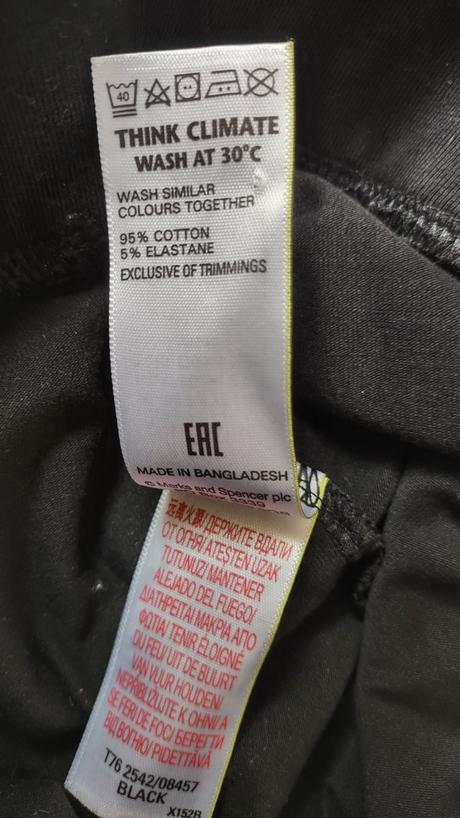 40
THINK CLIMATE
WASH AT 30°C
WASH SIMILAR
COLOURS TOGETHER
95% COTTON
5% ELASTANE
EXCLUSIVE OF TRIMMINGS
EAC
MADE IN BANGLADESH
© Marks and Spencer plc
远离火源/ ДЕРЖИТЕ ВДАЛИ
ОТ ОГНЯ/ ATEŞTEN UZAK
TUTUNUZ/ MANTENER
ALEJADO DEL FUEGO/
ΔΙΑΤΗΡΕΙΤΑΙ ΜΑΚΡΙΑ ΑΠΟ
ΦΩΤΙΑ/ TENIR ÉLOIGNÉ
DU FEU/ UIT DE BUURT
VAN VUUR HOUDEN/
NEPŘIBLIŽUJTE K OHNI/ A
SE FERI DE FOC/ БЕРЕГТИ
ВІД ВОГНЮ/ PIDETTÄVÄ
T76 2542/08457
BLACK
X152B